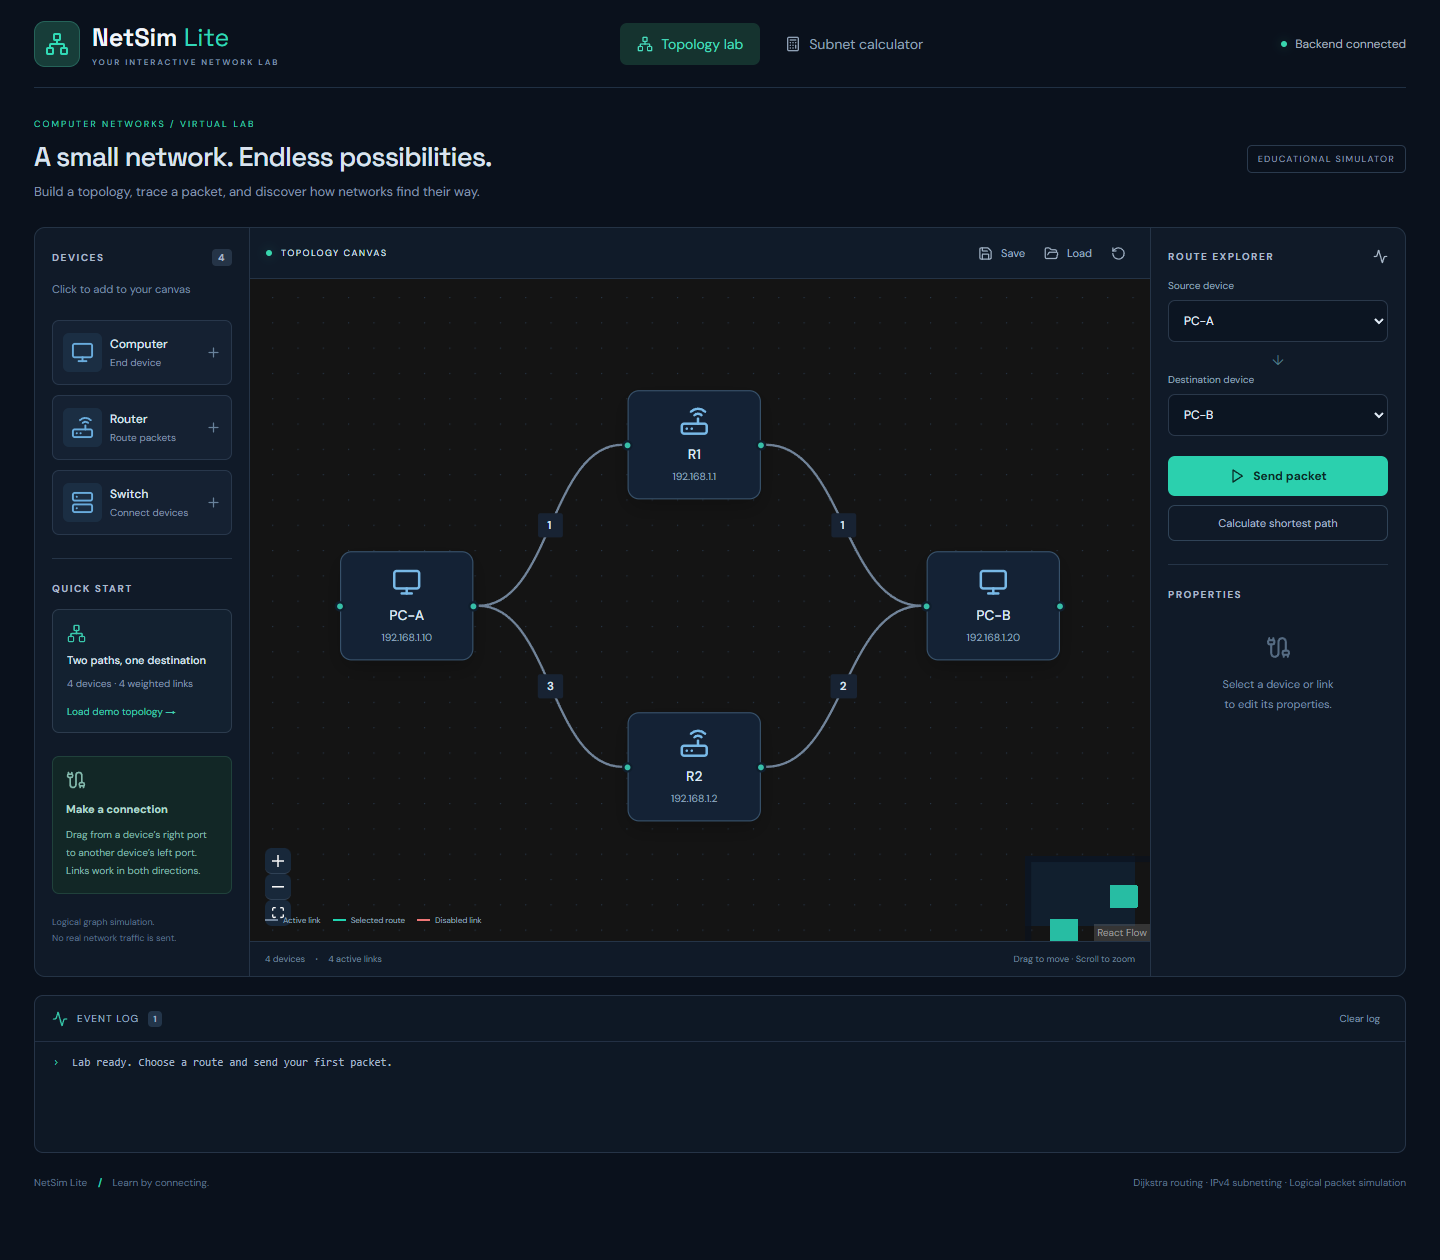 NetSim Lite
YOUR INTERACTIVE NETWORK LAB
Topology lab
Subnet calculator
Backend connected
COMPUTER NETWORKS / VIRTUAL LAB
A small network. Endless possibilities.
Build a topology, trace a packet, and discover how networks find their way.
EDUCATIONAL SIMULATOR
DEVICES
4
Click to add to your canvas
Computer
End device
Router
Route packets
Switch
Connect devices
QUICK START
Two paths, one destination
4 devices · 4 weighted links
Load demo topology →
Make a connection
Drag from a device's right port
to another device's left port.
Links work in both directions.
Logical graph simulation.
No real network traffic is sent.
TOPOLOGY CANVAS
Save
Load
R1
192.168.1.1
1
1
PC-A
192.168.1.10
PC-B
192.168.1.20
3
2
R2
192.168.1.2
Active link
Selected route
Disabled link
React Flow
4 devices · 4 active links
Drag to move · Scroll to zoom
ROUTE EXPLORER
Source device
PC-A
Destination device
PC-B
Send packet
Calculate shortest path
PROPERTIES
Select a device or link
to edit its properties.
EVENT LOG
1
Clear log
› Lab ready. Choose a route and send your first packet.
NetSim Lite / Learn by connecting.
Dijkstra routing · IPv4 subnetting · Logical packet simulation